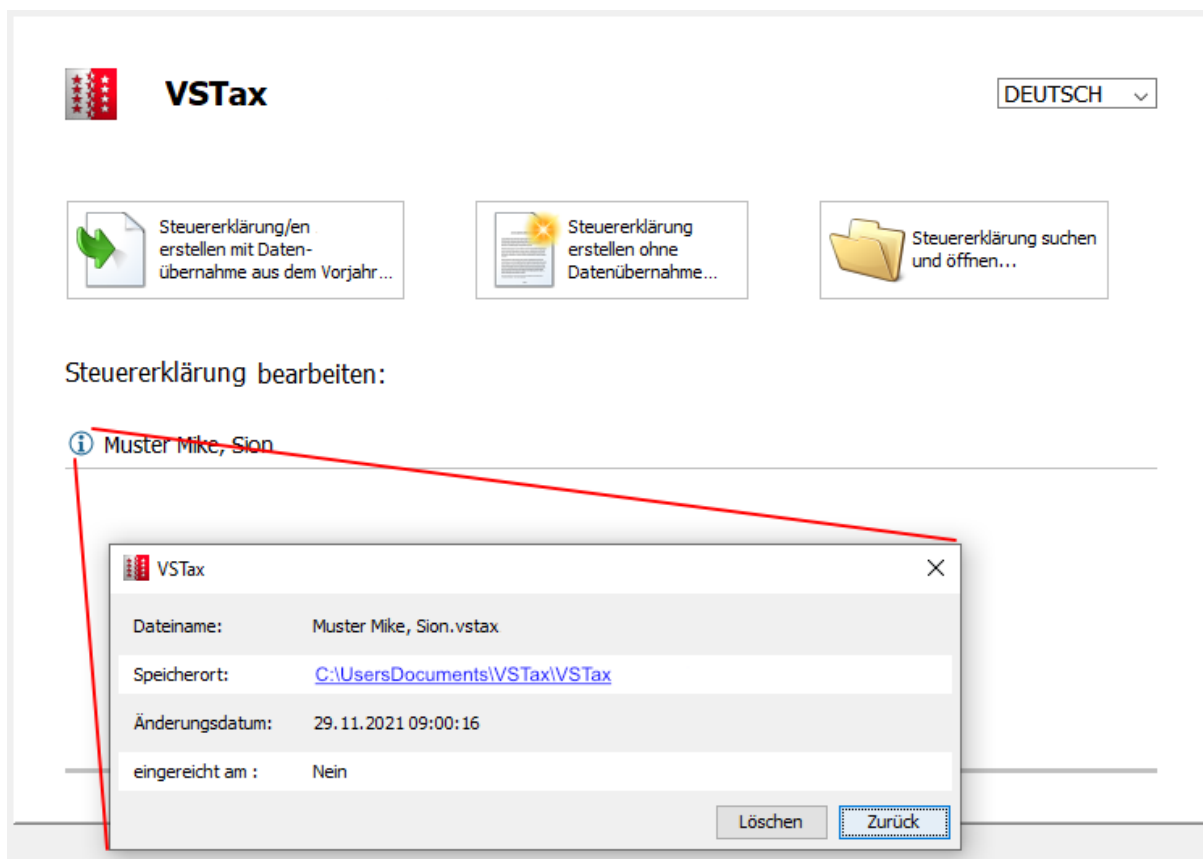 VSTax
DEUTSCH
Steuererklärung/en
erstellen mit Daten-
übernahme aus dem Vorjahr...
Steuererklärung
erstellen ohne
Datenübernahme...
Steuererklärung suchen
und öffnen...
Steuererklärung bearbeiten:
Muster Mike, Sion
VSTax
Dateiname: Muster Mike, Sion.vstax
Speicherort: C:\UsersDocuments\VSTax\VSTax
Änderungsdatum: 29.11.2021 09:00:16
eingereicht am : Nein
Löschen Zurück